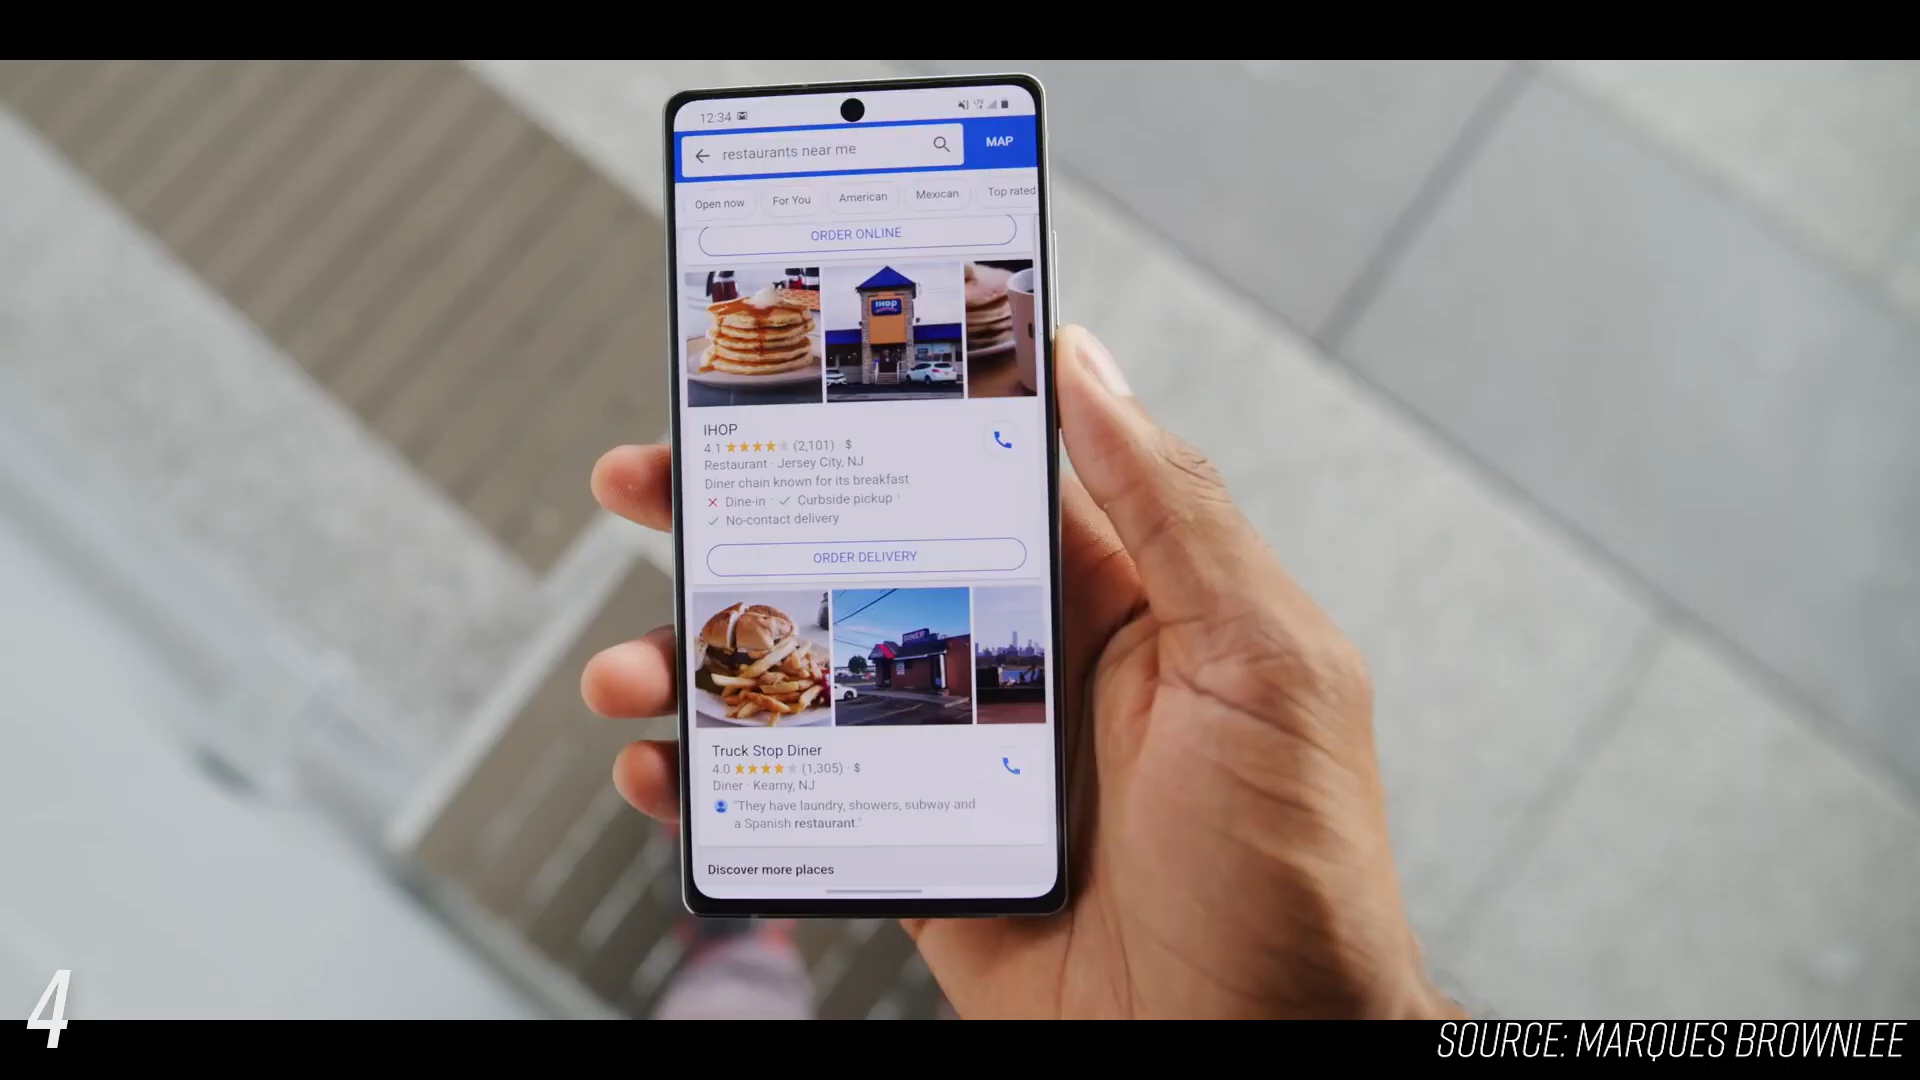 12:34
LTE
restaurants near me
MAP
Open now
For You
American
Mexican
Top rated
ORDER ONLINE
IHOP
IHOP
4.1 (2,101) · $
Restaurant · Jersey City, NJ
Diner chain known for its breakfast
Dine-in · Curbside pickup ·
No-contact delivery
ORDER DELIVERY
DINER
Truck Stop Diner
4.0 (1,305) · $
Diner · Kearny, NJ
"They have laundry, showers, subway and
a Spanish restaurant."
Discover more places
4
SOURCE: MARQUES BROWNLEE